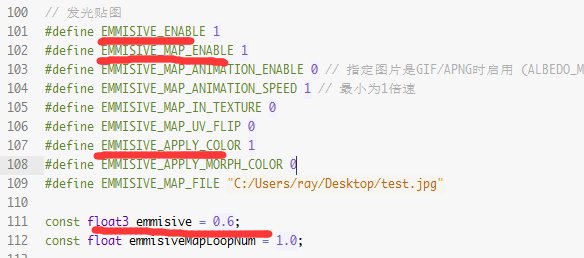 100 // 发光贴图
101 #define EMMISIVE_ENABLE 1
102 #define EMMISIVE_MAP_ENABLE 1
103 #define EMMISIVE_MAP_ANIMATION_ENABLE 0 // 指定图片是GIF/APNG时启用 (ALBEDO_M
104 #define EMMISIVE_MAP_ANIMATION_SPEED 1 // 最小为1倍速
105 #define EMMISIVE_MAP_IN_TEXTURE 0
106 #define EMMISIVE_MAP_UV_FLIP 0
107 #define EMMISIVE_APPLY_COLOR 1
108 #define EMMISIVE_APPLY_MORPH_COLOR 0
109 #define EMMISIVE_MAP_FILE "C:/Users/ray/Desktop/test.jpg"
110
111 const float3 emmisive = 0.6;
112 const float emmisiveMapLoopNum = 1.0;